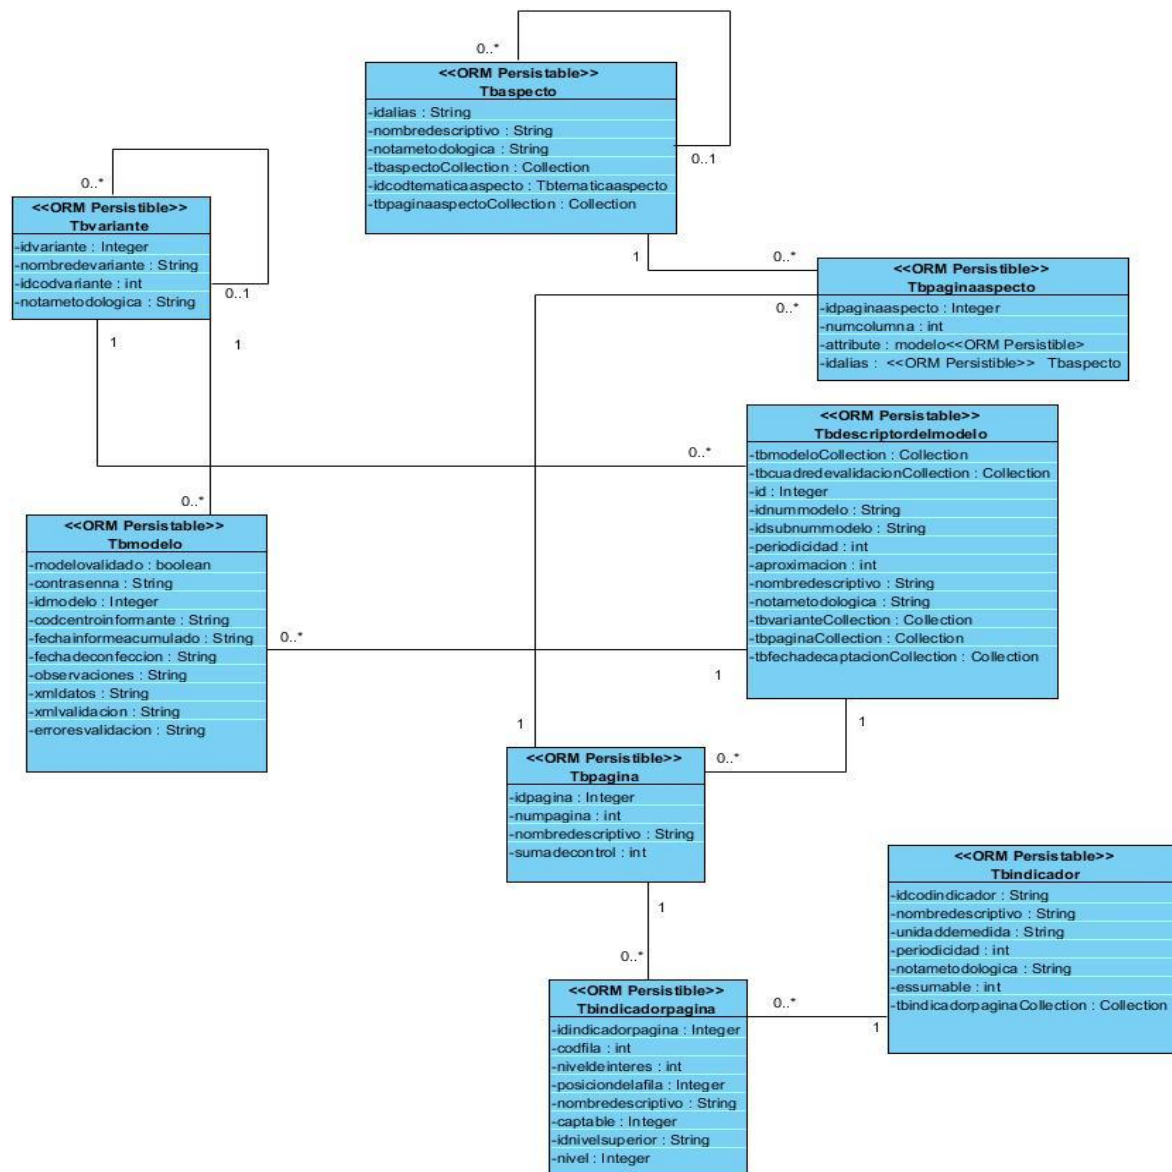 0..*
<<ORM Persistable>>
Tbaspecto
-idalias : String
-nombredescriptivo : String
-notametodologica : String
-tbaspectoCollection : Collection
-idcodtematicaaspecto : Tbtematicaaspecto
-tbpaginaaspectoCollection : Collection
0..1
0..*
<<ORM Persistible>>
Tbvariante
-idvariante : Integer
-nombredevariante : String
-idcodvariante : int
-notametodologica : String
0..1
1
0..*
<<ORM Persistible>>
Tbpaginaaspecto
-idpaginaaspecto : Integer
-numcolumna : int
-attribute : modelo<<ORM Persistible>
-idalias : <<ORM Persistible>> Tbaspecto
0..*
1
1
<<ORM Persistable>>
Tbdescriptordelmodelo
-tbmodeloCollection : Collection
-tbcuadredevalidacionCollection : Collection
-id : Integer
-idnummodelo : String
-idsubnummodelo : String
-periodicidad : int
-aproximacion : int
-nombredescriptivo : String
-notametodologica : String
-tbvarianteCollection : Collection
-tbpaginaCollection : Collection
-tbfechadecaptacionCollection : Collection
0..*
0..*
<<ORM Persistable>>
Tbmodelo
-modelovalidado : boolean
-contrasenna : String
-idmodelo : Integer
-codcentroinformante : String
-fechainformeacumulado : String
-fechadeconfeccion : String
-observaciones : String
-xmldatos : String
-xmlvalidacion : String
-erroresvalidacion : String
0..*
1
1
1
0..*
<<ORM Persistible>>
Tbpagina
-idpagina : Integer
-numpagina : int
-nombredescriptivo : String
-sumadecontrol : int
1
0..*
<<ORM Persistable>>
Tbindicador
-idcodindicador : String
-nombredescriptivo : String
-unidaddemedida : String
-periodicidad : int
-notametodologica : String
-essumable : int
-tbindicadorpaginaCollection : Collection
<<ORM Persistible>>
Tbindicadorpagina
-idindicadorpagina : Integer
-codfila : int
-niveldeinteres : int
-posiciondelafila : Integer
-nombredescriptivo : String
-captable : Integer
-idnivelsuperior : String
-nivel : Integer
0..*
1